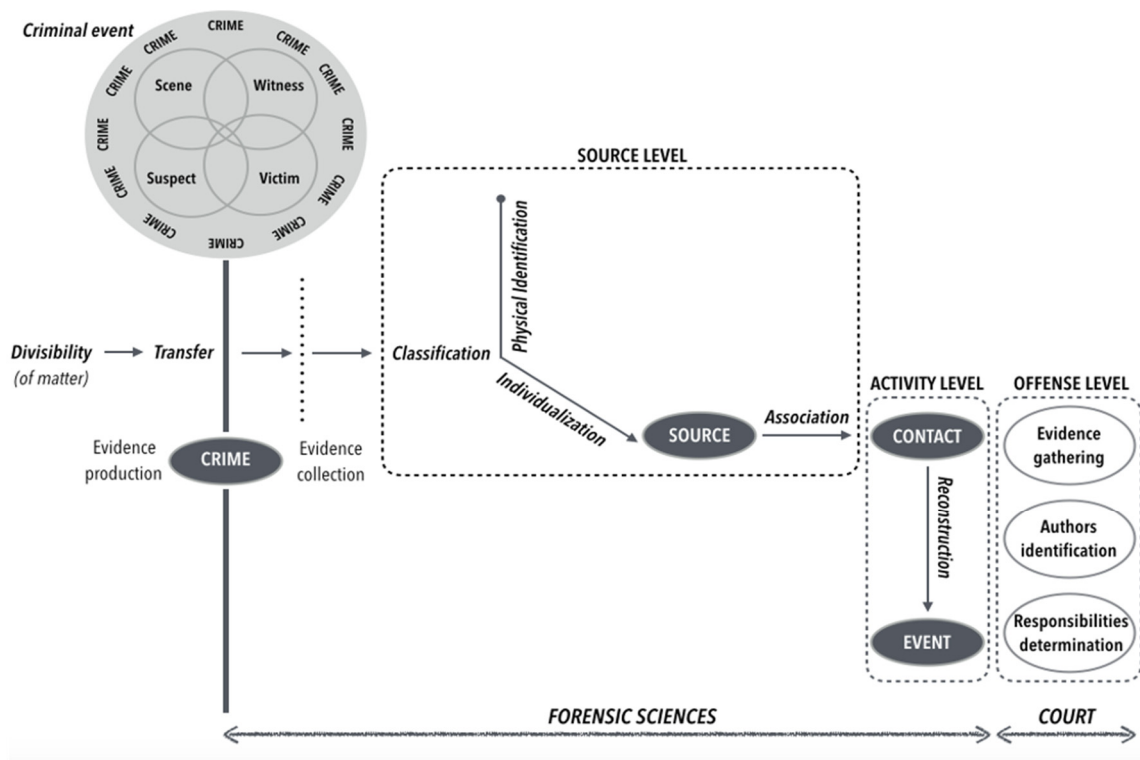 Criminal event
CRIME
CRIME
CRIME
CRIME
CRIME
CRIME
CRIME
CRIME
CRIME
CRIME
CRIME
CRIME
Scene
Witness
Suspect
Victim
SOURCE LEVEL
Physical Identification
Divisibility
(of matter)
Transfer
Classification
Individualization
SOURCE
Association
Evidence
production
CRIME
Evidence
collection
ACTIVITY LEVEL
CONTACT
Reconstruction
EVENT
OFFENSE LEVEL
Evidence
gathering
Authors
identification
Responsibilities
determination
FORENSIC SCIENCES
COURT